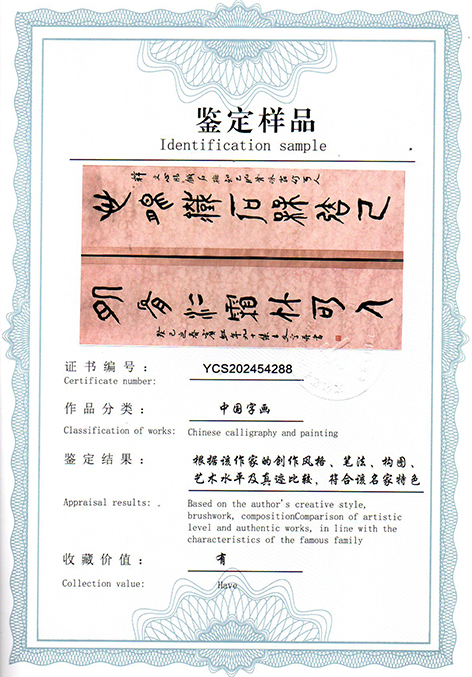 鉴定样品
Identification sample
证书编号：
YCS202454288
Certificate number:
作品分类：
中国字画
Classification of works:
Chinese calligraphy and painting
鉴定结果：
根据该作家的创作风格、笔法、构图、
艺术水平及真迹比较，符合该名家特色
Appraisal results: .
Based on the author's creative style,
brushwork, compositionComparison of artistic
level and authentic works, in line with the
characteristics of the famous family
收藏价值：
有
Collection value:
Have